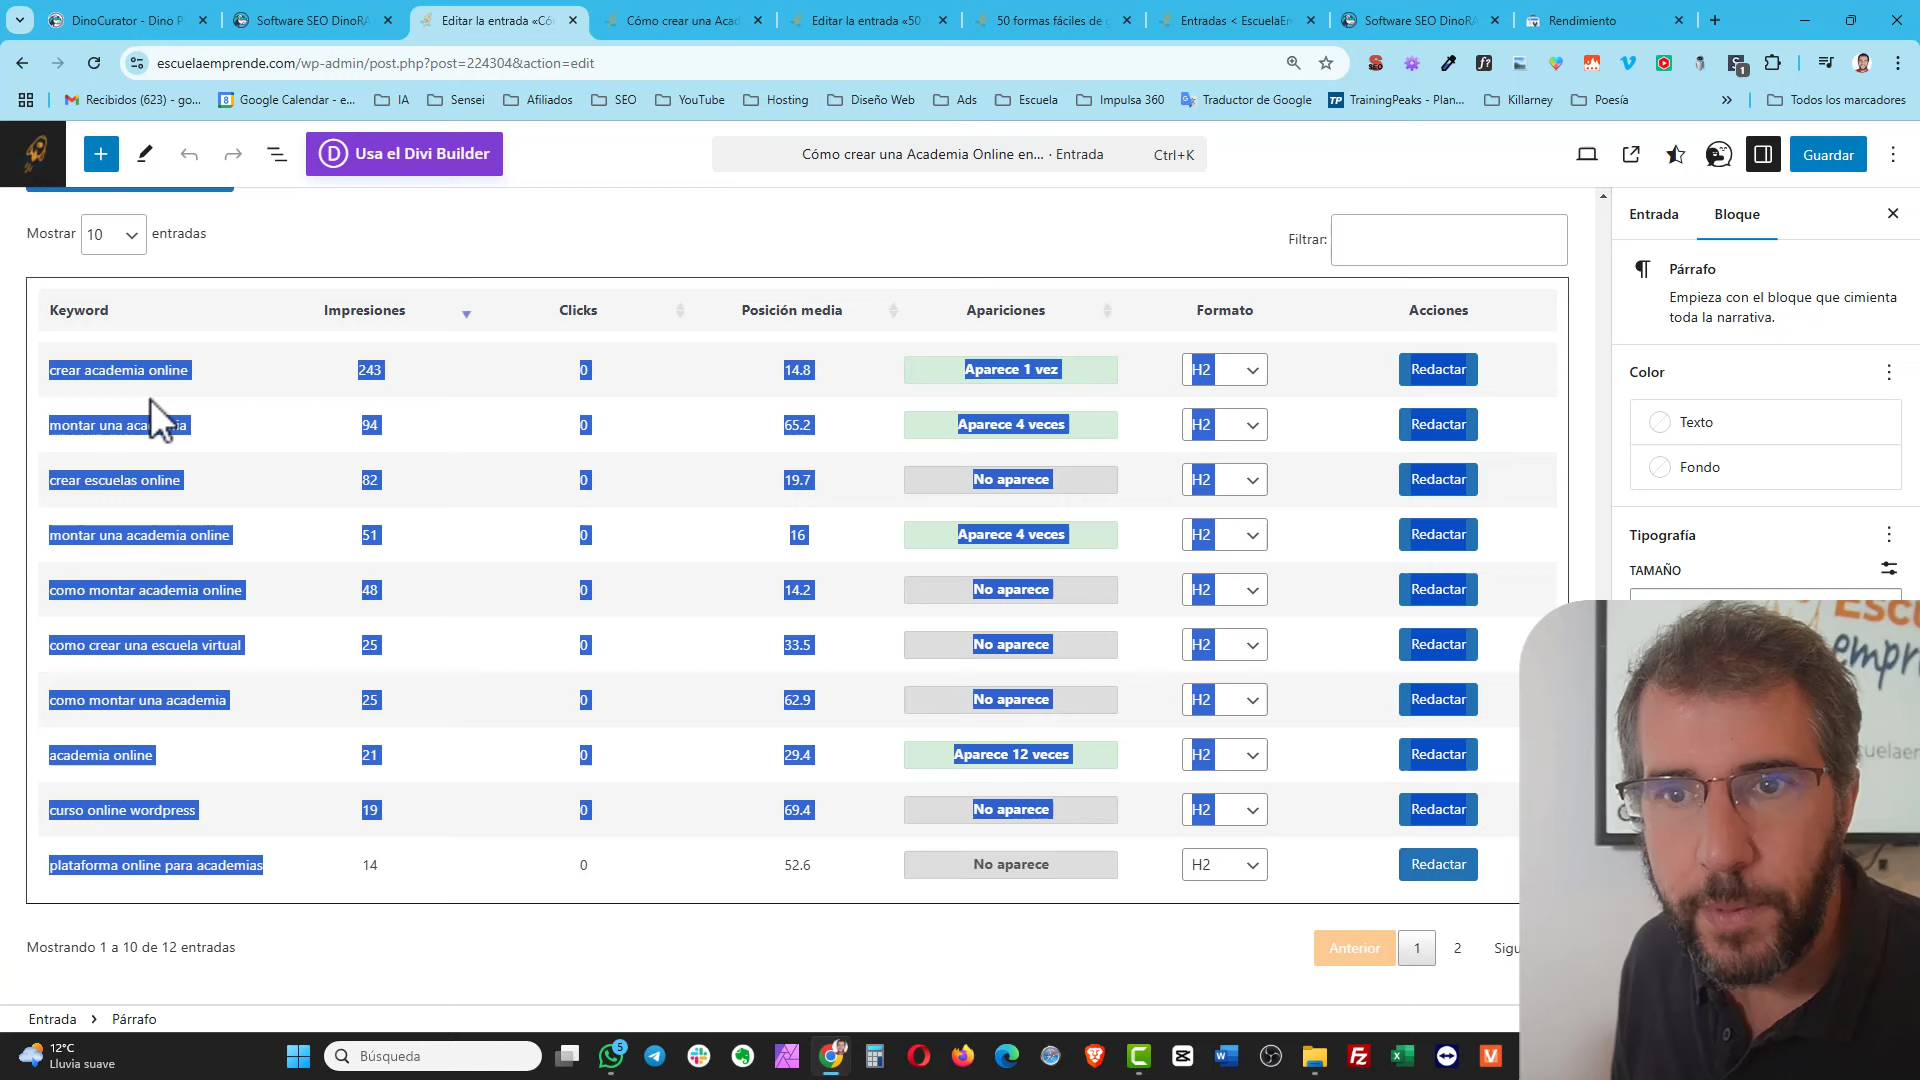 DinoCurator - Dino P
Software SEO DinoRA
Editar la entrada «Có
Cómo crear una Acad
Editar la entrada «50
50 formas fáciles de g
Entradas < EscuelaEm
Software SEO DinoRA
Rendimiento
escuelaemprende.com/wp-admin/post.php?post=224304&action=edit
Recibidos (623) - go...
Google Calendar - e...
IA
Sensei
Afiliados
SEO
YouTube
Hosting
Diseño Web
Ads
Escuela
Impulsa 360
Traductor de Google
TrainingPeaks - Plan...
Killarney
Poesía
Todos los marcadores
Usa el Divi Builder
Cómo crear una Academia Online en... · Entrada
Ctrl+K
Guardar
Mostrar 10 entradas
Filtrar:
Keyword Impresiones Clicks Posición media Apariciones Formato Acciones
crear academia online 243 0 14.8 Aparece 1 vez H2 Redactar
montar una academia 94 0 65.2 Aparece 4 veces H2 Redactar
crear escuelas online 82 0 19.7 No aparece H2 Redactar
montar una academia online 51 0 16 Aparece 4 veces H2 Redactar
como montar academia online 48 0 14.2 No aparece H2 Redactar
como crear una escuela virtual 25 0 33.5 No aparece H2 Redactar
como montar una academia 25 0 62.9 No aparece H2 Redactar
academia online 21 0 29.4 Aparece 12 veces H2 Redactar
curso online wordpress 19 0 69.4 No aparece H2 Redactar
plataforma online para academias 14 0 52.6 No aparece H2 Redactar
Mostrando 1 a 10 de 12 entradas
Anterior 1 2 Sigu
Entrada
Bloque
Párrafo
Empieza con el bloque que cimienta
toda la narrativa.
Color
Texto
Fondo
Tipografía
TAMAÑO
Entrada > Párrafo
12°C
Lluvia suave
Búsqueda
5